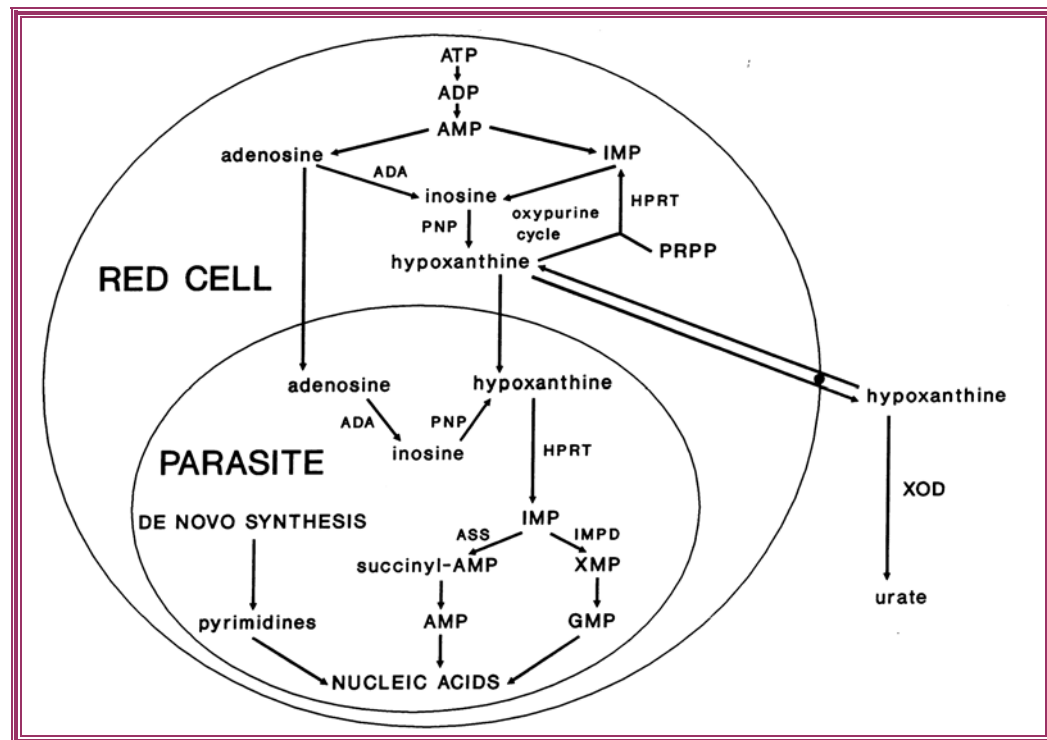 ATP
ADP
AMP
adenosine
IMP
ADA
inosine
HPRT
PNP
oxypurine
cycle
PRPP
hypoxanthine
RED CELL
adenosine
hypoxanthine
hypoxanthine
ADA
PNP
inosine
HPRT
PARASITE
XOD
DE NOVO SYNTHESIS
IMP
ASS
IMPD
succinyl-AMP
XMP
urate
pyrimidines
AMP
GMP
NUCLEIC ACIDS